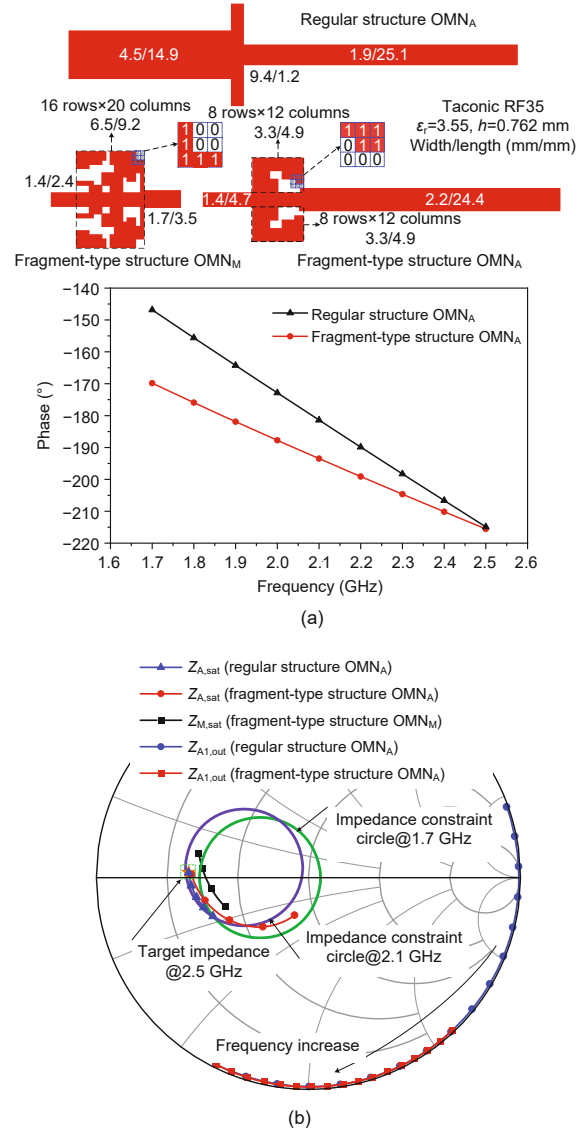 Regular structure OMN_A
4.5/14.9
1.9/25.1
9.4/1.2
16 rows×20 columns
6.5/9.2
8 rows×12 columns
3.3/4.9
Taconic RF35
ε_r=3.55, h=0.762 mm
Width/length (mm/mm)
1 0 0
1 0 0
1 1 1
1 1 1
0 1 1
0 0 0
1.4/2.4
1.7/3.5
1.4/4.7
2.2/24.4
8 rows×12 columns
3.3/4.9
Fragment-type structure OMN_M
Fragment-type structure OMN_A
−140
−150
−160
−170
−180
−190
−200
−210
−220
Phase (°)
Regular structure OMN_A
Fragment-type structure OMN_A
1.6 1.7 1.8 1.9 2.0 2.1 2.2 2.3 2.4 2.5 2.6
Frequency (GHz)
(a)
Z_A,sat (regular structure OMN_A)
Z_A,sat (fragment-type structure OMN_A)
Z_M,sat (fragment-type structure OMN_M)
Z_A1,out (regular structure OMN_A)
Z_A1,out (fragment-type structure OMN_A)
Impedance constraint
circle@1.7 GHz
Target impedance
@2.5 GHz
Impedance constraint
circle@2.1 GHz
Frequency increase
(b)